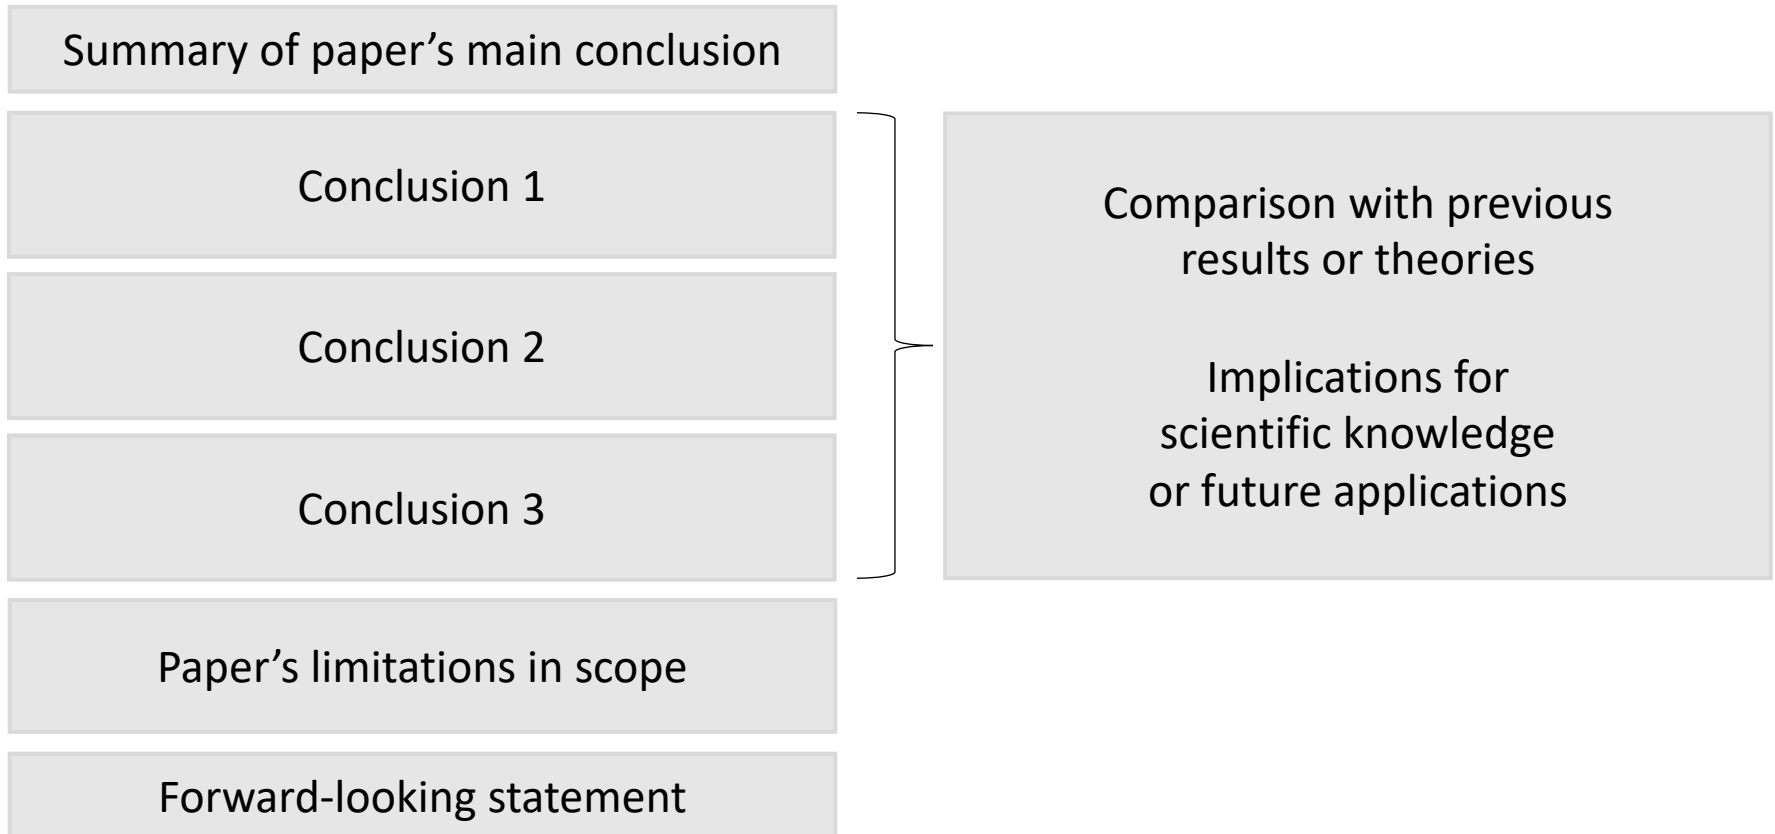 Summary of paper’s main conclusion
Conclusion 1
Conclusion 2
Conclusion 3
Paper’s limitations in scope
Forward-looking statement
Comparison with previous
results or theories
Implications for
scientific knowledge
or future applications